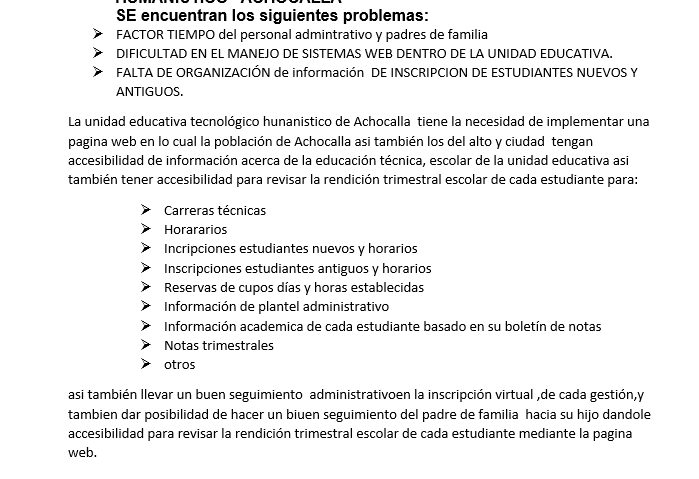 HUMANISTICO - ACHOCALLA
SE encuentran los siguientes problemas:
➢ FACTOR TIEMPO del personal admintrativo y padres de familia
➢ DIFICULTAD EN EL MANEJO DE SISTEMAS WEB DENTRO DE LA UNIDAD EDUCATIVA.
➢ FALTA DE ORGANIZACIÓN de información DE INSCRIPCION DE ESTUDIANTES NUEVOS Y
ANTIGUOS.
La unidad educativa tecnológico hunanistico de Achocalla tiene la necesidad de implementar una
pagina web en lo cual la población de Achocalla asi también los del alto y ciudad tengan
accesibilidad de información acerca de la educación técnica, escolar de la unidad educativa asi
también tener accesibilidad para revisar la rendición trimestral escolar de cada estudiante para:
➢ Carreras técnicas
➢ Horararios
➢ Incripciones estudiantes nuevos y horarios
➢ Inscripciones estudiantes antiguos y horarios
➢ Reservas de cupos días y horas establecidas
➢ Información de plantel administrativo
➢ Información academica de cada estudiante basado en su boletín de notas
➢ Notas trimestrales
➢ otros
asi también llevar un buen seguimiento administrativoen la inscripción virtual ,de cada gestión,y
tambien dar posibilidad de hacer un biuen seguimiento del padre de familia hacia su hijo dandole
accesibilidad para revisar la rendición trimestral escolar de cada estudiante mediante la pagina
web.